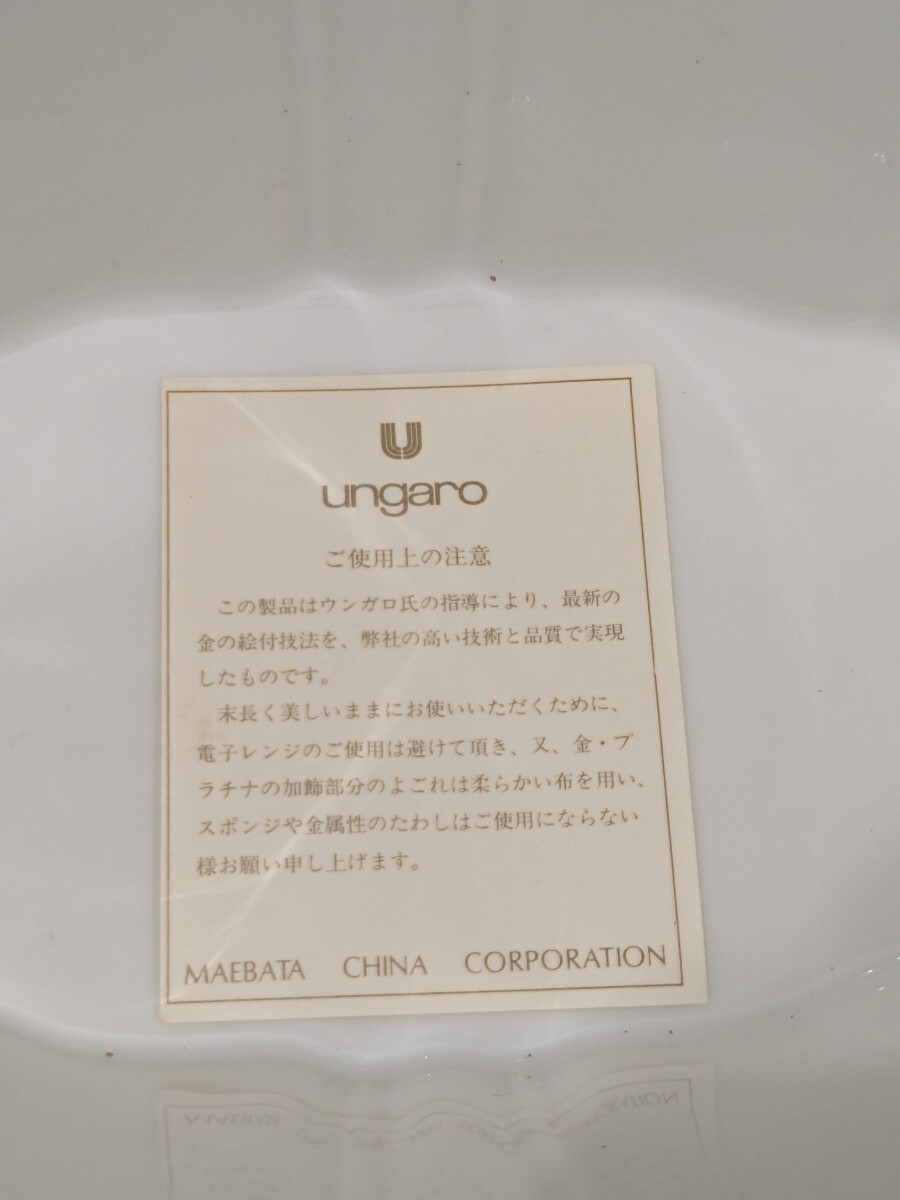 ungaro
ご使用上の注意
この製品はウンガロ氏の指導により、最新の
金の絵付技法を、弊社の高い技術と品質で実現
したものです。
末長く美しいままにお使いいただくために、
電子レンジのご使用は避けて頂き、又、金・プ
ラチナの加飾部分のよごれは柔らかい布を用い、
スポンジや金属性のたわしはご使用にならない
様お願い申し上げます。
MAEBATA CHINA CORPORATION